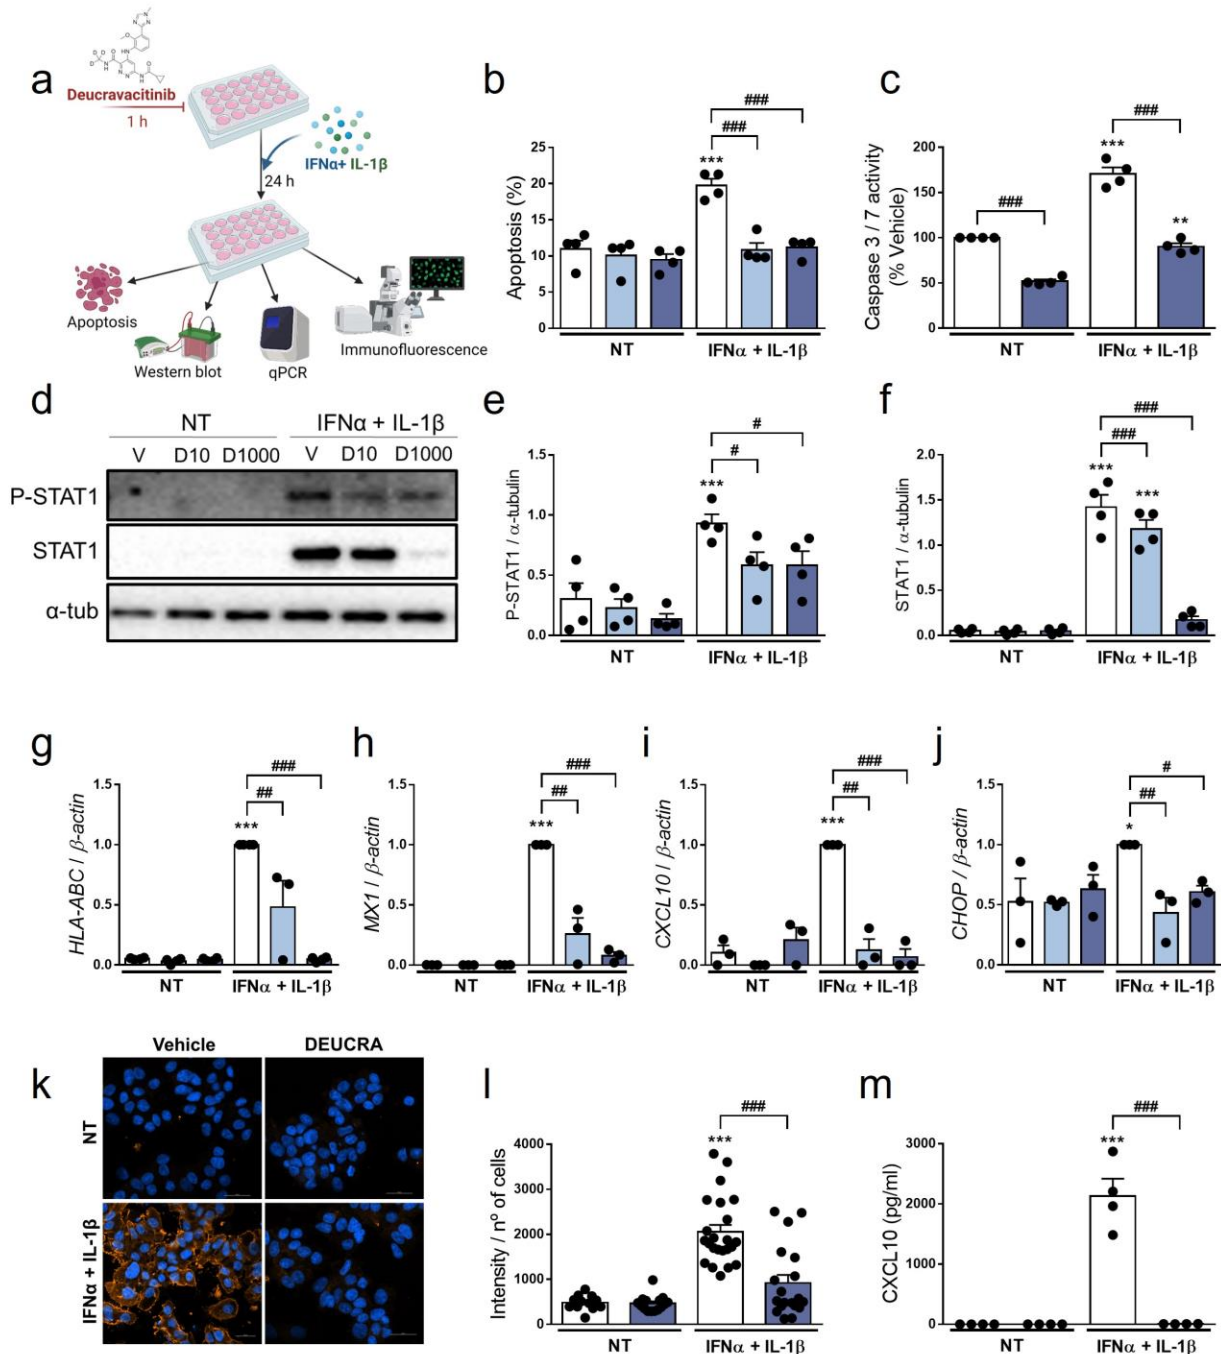 a
Deucravacitinib
1 h
IFNα+ IL-1β
24 h
Apoptosis
Western blot
qPCR
Immunofluorescence
b
Apoptosis (%)
25
20
15
10
5
0
***
###
###
NT
IFNα + IL-1β
c
Caspase 3 / 7 activity
(% Vehicle)
200
150
100
50
0
###
***
###
**
NT
IFNα + IL-1β
d
NT
IFNα + IL-1β
V D10 D1000 V D10 D1000
P-STAT1
STAT1
α-tub
e
P-STAT1 / α-tubulin
1.5
1.0
0.5
0.0
***
#
#
NT
IFNα + IL-1β
f
STAT1 / α-tubulin
2.0
1.5
1.0
0.5
0.0
***
***
###
###
NT
IFNα + IL-1β
g
HLA-ABC / β-actin
1.5
1.0
0.5
0.0
***
##
###
NT
IFNα + IL-1β
h
MX1 / β-actin
1.5
1.0
0.5
0.0
***
##
###
NT
IFNα + IL-1β
i
CXCL10 / β-actin
1.5
1.0
0.5
0.0
***
##
###
NT
IFNα + IL-1β
j
CHOP / β-actin
1.5
1.0
0.5
0.0
*
##
#
NT
IFNα + IL-1β
k
Vehicle
DEUCRA
NT
IFNα + IL-1β
l
Intensity / nº of cells
4000
3000
2000
1000
0
***
###
NT
IFNα + IL-1β
m
CXCL10 (pg/ml)
3000
2000
1000
0
***
###
NT
IFNα + IL-1β